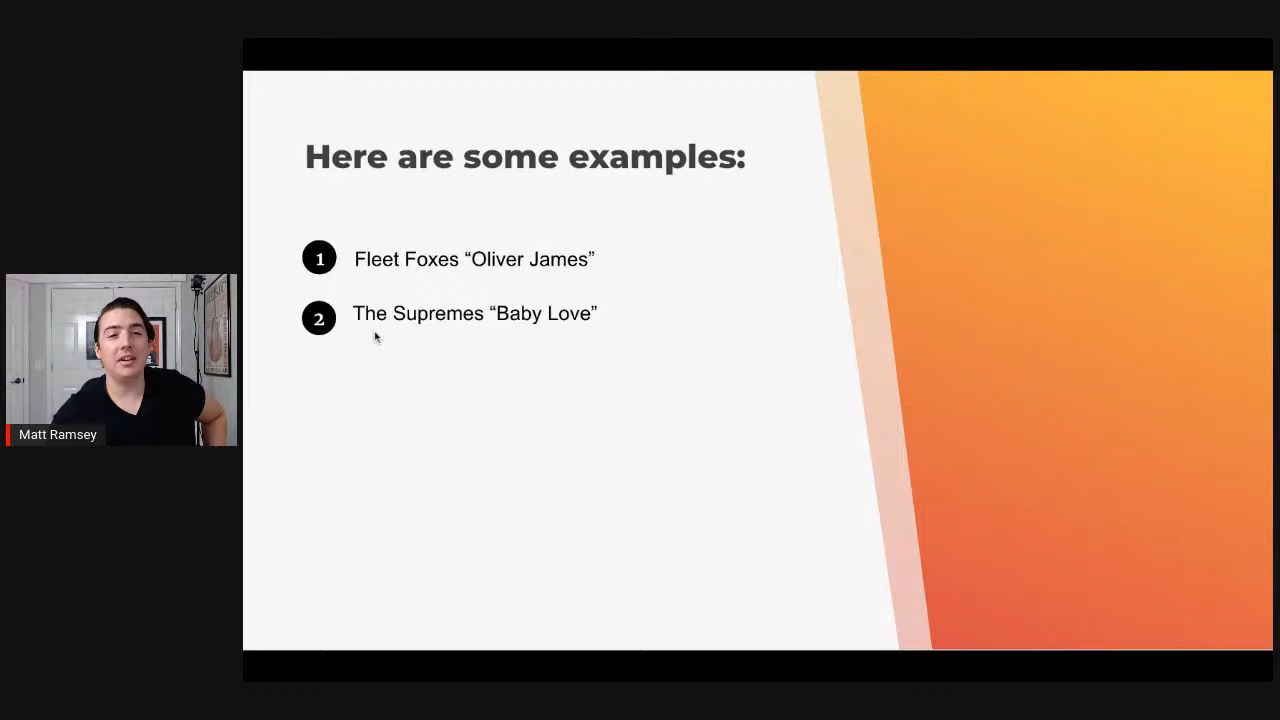 Here are some examples:
1 Fleet Foxes “Oliver James”
2 The Supremes “Baby Love”
Matt Ramsey